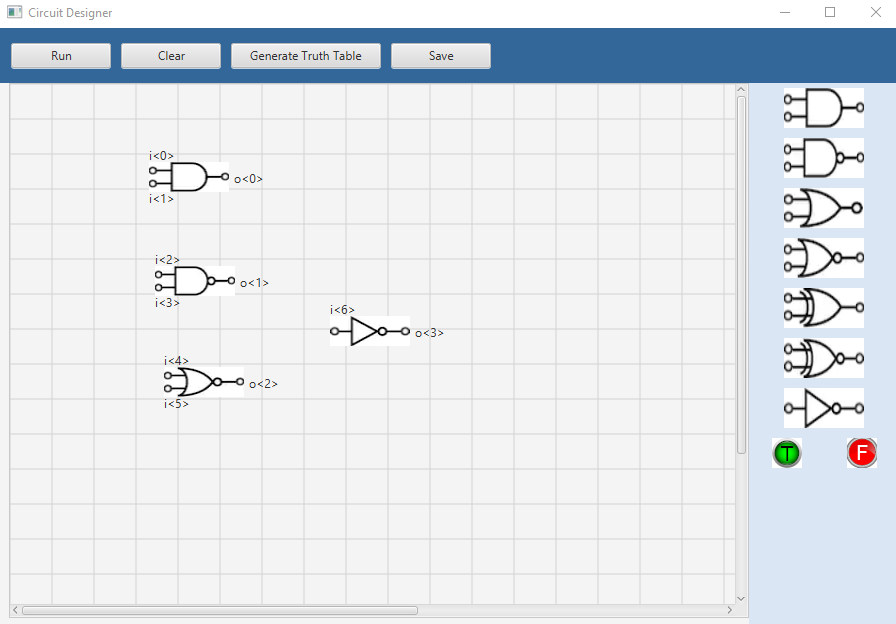 Circuit Designer
Run Clear Generate Truth Table Save
i<0>
o<0>
i<1>
i<2>
o<1>
i<3>
i<6>
o<3>
i<4>
o<2>
i<5>
T F